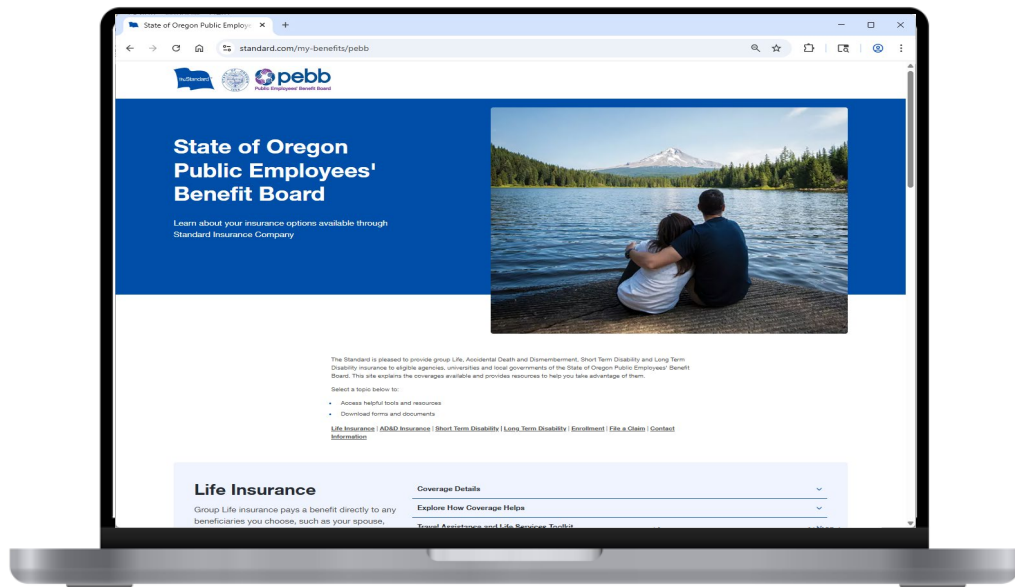 State of Oregon Public Employe
standard.com/my-benefits/pebb
TheStandard
pebb
Public Employees' Benefit Board
State of Oregon
Public Employees'
Benefit Board
Learn about your insurance options available through
Standard Insurance Company
The Standard is pleased to provide group Life, Accidental Death and Dismemberment, Short Term Disability and Long Term
Disability insurance to eligible agencies, universities and local governments of the State of Oregon Public Employees' Benefit
Board. This site explains the coverages available and provides resources to help you take advantage of them.
Select a topic below to:
• Access helpful tools and resources
• Download forms and documents
Life Insurance | AD&D Insurance | Short Term Disability | Long Term Disability | Enrollment | File a Claim | Contact
Information
Life Insurance
Group Life insurance pays a benefit directly to any
beneficiaries you choose, such as your spouse,
Coverage Details
Explore How Coverage Helps
Travel Assistance and Life Services Toolkit